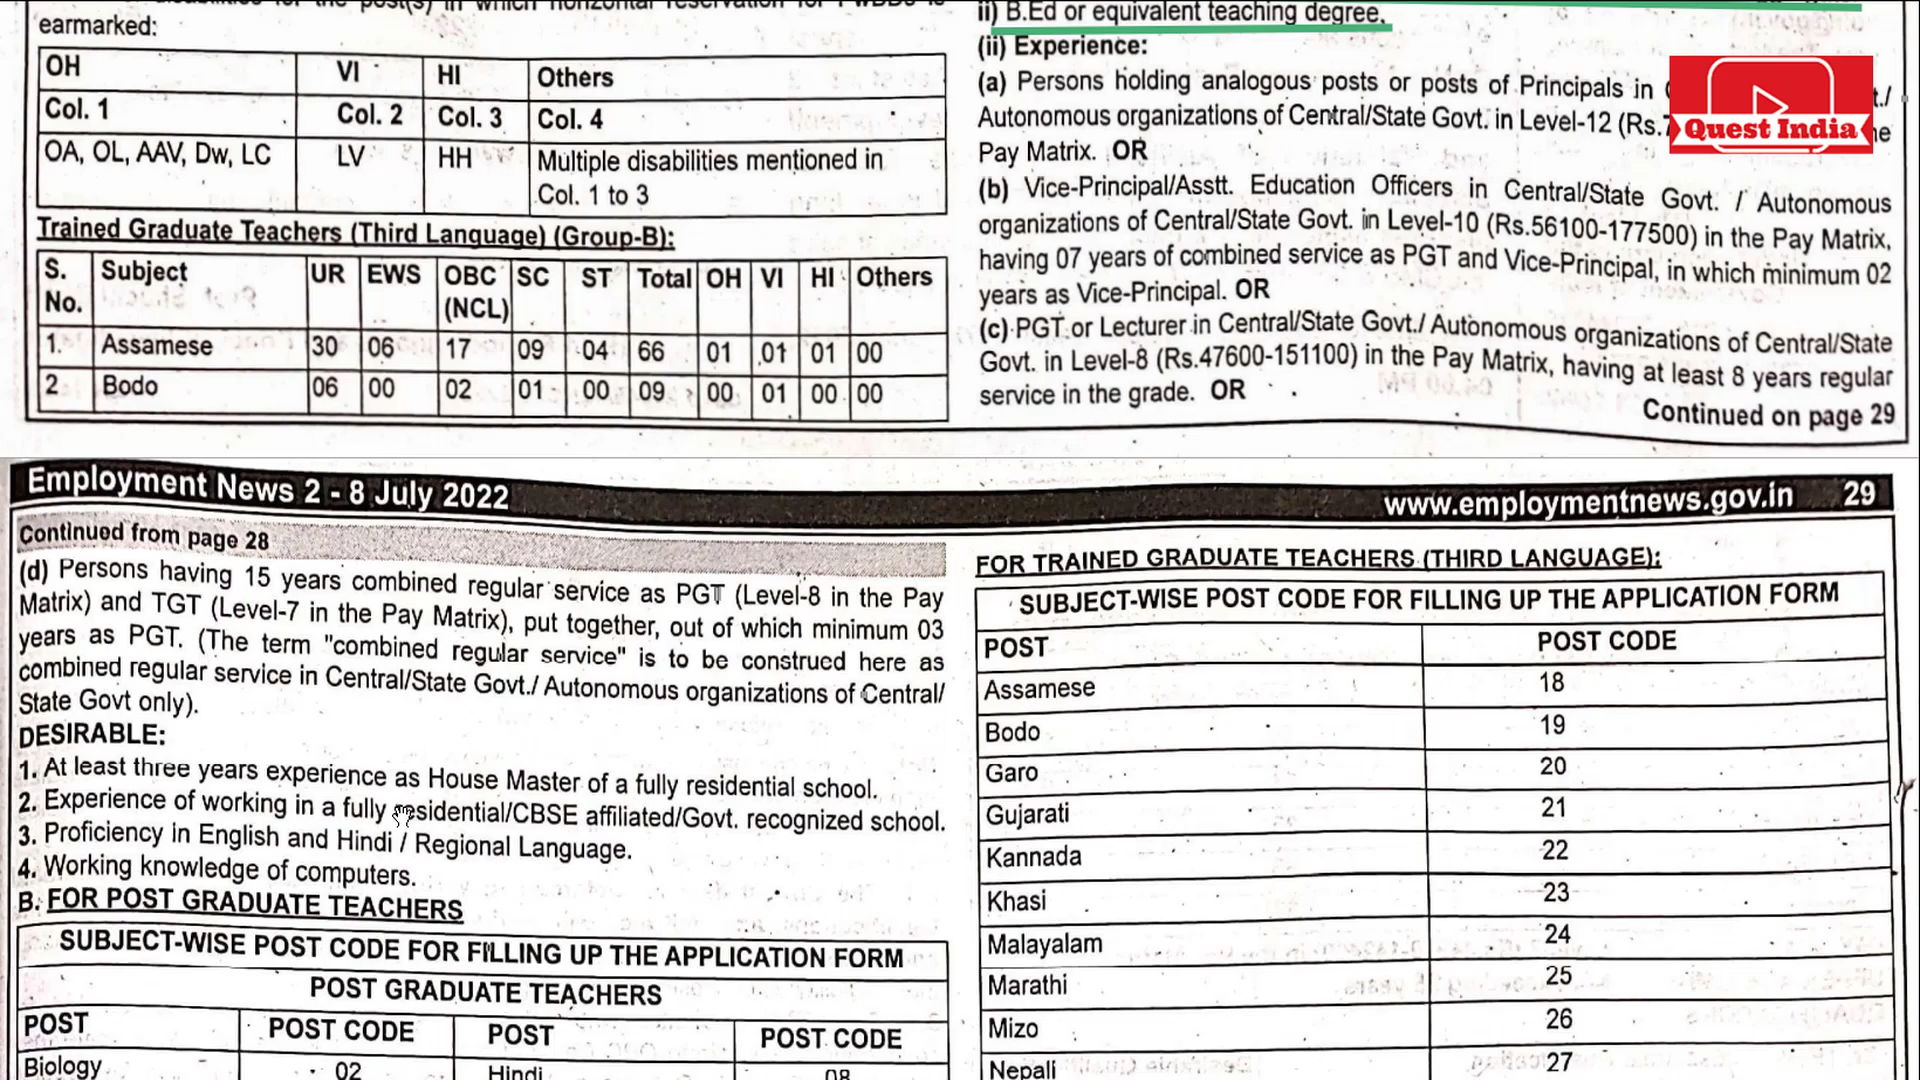 earmarked:
OH VI HI Others
Col. 1 Col. 2 Col. 3 Col. 4
OA, OL, AAV, Dw, LC LV HH Multiple disabilities mentioned in
Col. 1 to 3
Trained Graduate Teachers (Third Language) (Group-B):
S. No. Subject UR EWS OBC (NCL) SC ST Total OH VI HI Others
1. Assamese 30 06 17 09 04 66 01 01 01 00
2 Bodo 06 00 02 01 00 09 00 01 00 00
ii) B.Ed or equivalent teaching degree.
(ii) Experience:
(a) Persons holding analogous posts or posts of Principals in
Autonomous organizations of Central/State Govt. in Level-12 (Rs.
Pay Matrix. OR
(b) Vice-Principal/Asstt. Education Officers in Central/State Govt. / Autonomous
organizations of Central/State Govt. in Level-10 (Rs.56100-177500) in the Pay Matrix,
having 07 years of combined service as PGT and Vice-Principal, in which minimum 02
years as Vice-Principal. OR
(c) PGT or Lecturer in Central/State Govt./ Autonomous organizations of Central/State
Govt. in Level-8 (Rs.47600-151100) in the Pay Matrix, having at least 8 years regular
service in the grade. OR
Continued on page 29
Quest India
Employment News 2 - 8 July 2022 www.employmentnews.gov.in 29
Continued from page 28
(d) Persons having 15 years combined regular service as PGT (Level-8 in the Pay
Matrix) and TGT (Level-7 in the Pay Matrix), put together, out of which minimum 03
years as PGT. (The term "combined regular service" is to be construed here as
combined regular service in Central/State Govt./ Autonomous organizations of Central/
State Govt only).
DESIRABLE:
1. At least three years experience as House Master of a fully residential school.
2. Experience of working in a fully residential/CBSE affiliated/Govt. recognized school.
3. Proficiency in English and Hindi / Regional Language.
4. Working knowledge of computers.
B. FOR POST GRADUATE TEACHERS
SUBJECT-WISE POST CODE FOR FILLING UP THE APPLICATION FORM
POST GRADUATE TEACHERS
POST POST CODE POST POST CODE
Biology 02 Hindi 08
FOR TRAINED GRADUATE TEACHERS (THIRD LANGUAGE):
SUBJECT-WISE POST CODE FOR FILLING UP THE APPLICATION FORM
POST POST CODE
Assamese 18
Bodo 19
Garo 20
Gujarati 21
Kannada 22
Khasi 23
Malayalam 24
Marathi 25
Mizo 26
Nepali 27